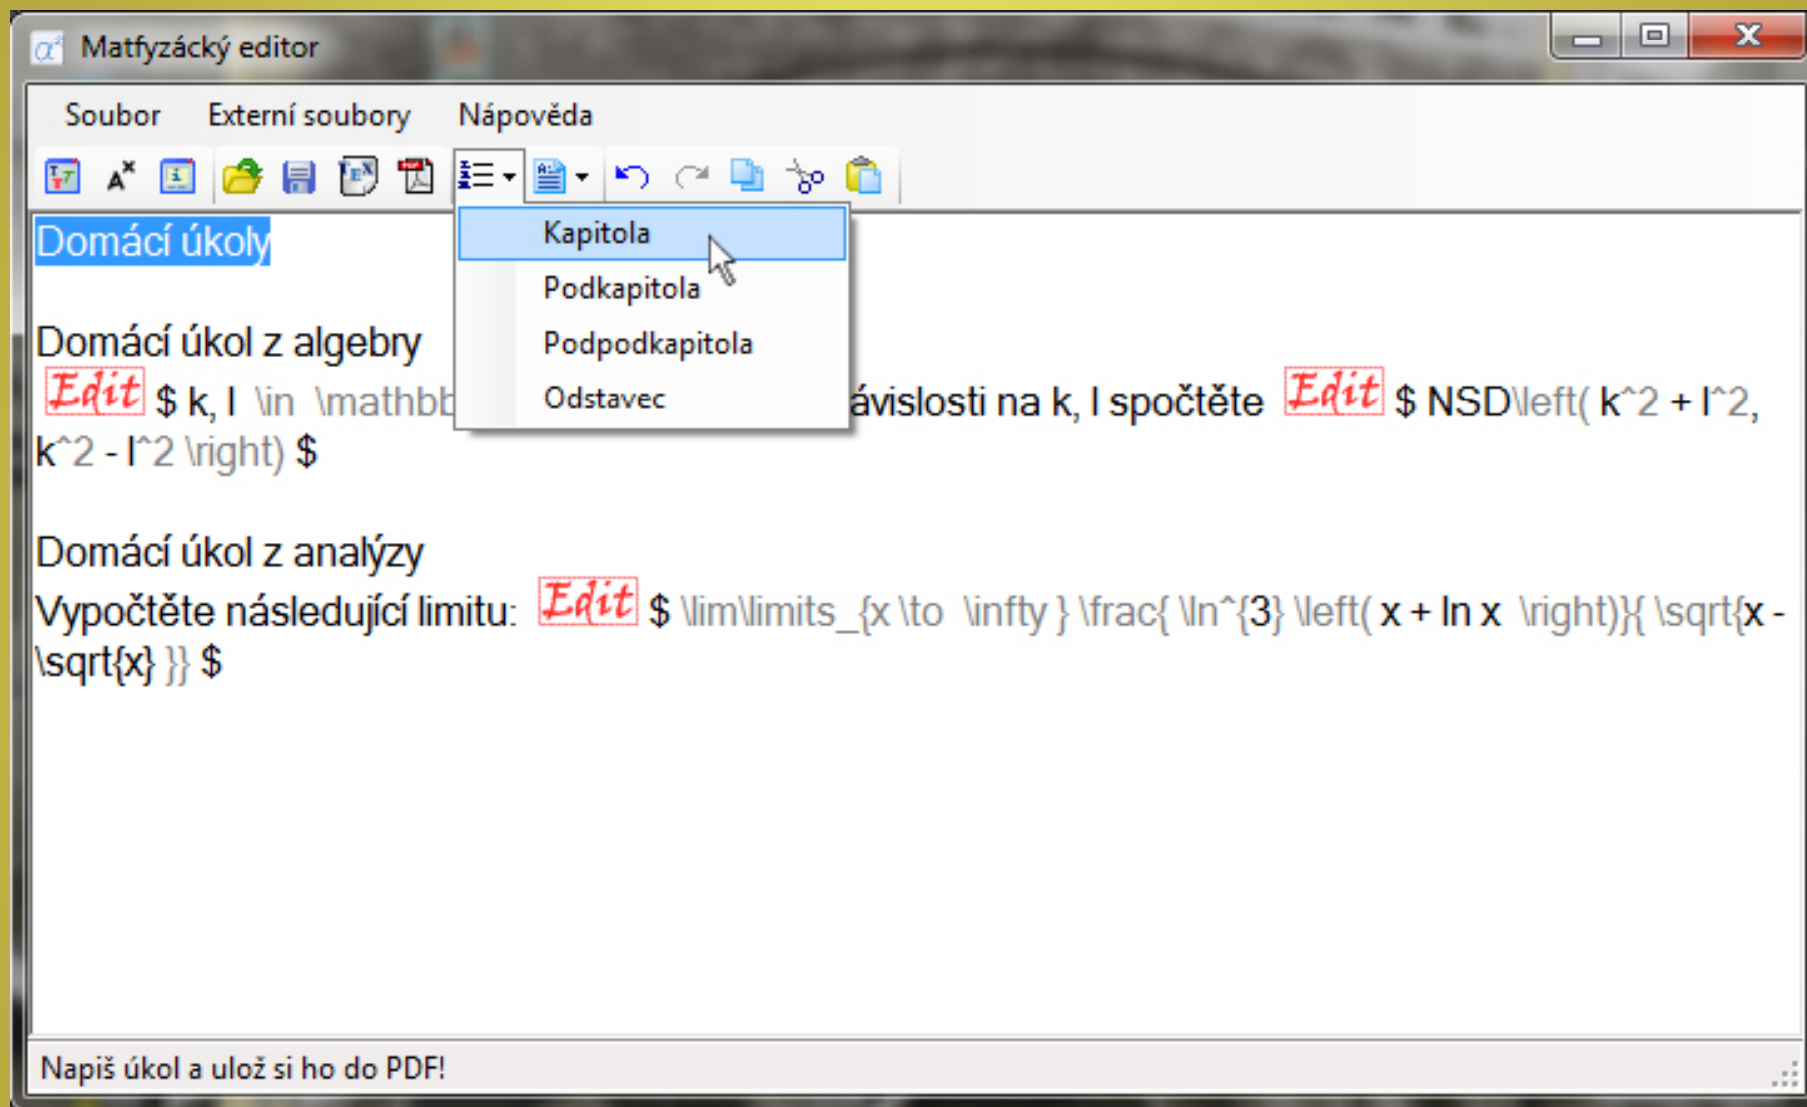 Matfyzácký editor
Soubor Externí soubory Nápověda
Domácí úkoly
Kapitola
Podkapitola
Podpodkapitola
Odstavec
Domácí úkol z algebry
Edit $ k, l \in \mathbb ávislosti na k, l spočtěte Edit $ NSD\left( k^2 + l^2,
k^2 - l^2 \right) $
Domácí úkol z analýzy
Vypočtěte následující limitu: Edit $ \lim\limits_{x \to \infty } \frac{ \ln^{3} \left( x + ln x \right)}{ \sqrt{x -
\sqrt{x} }} $
Napiš úkol a ulož si ho do PDF!